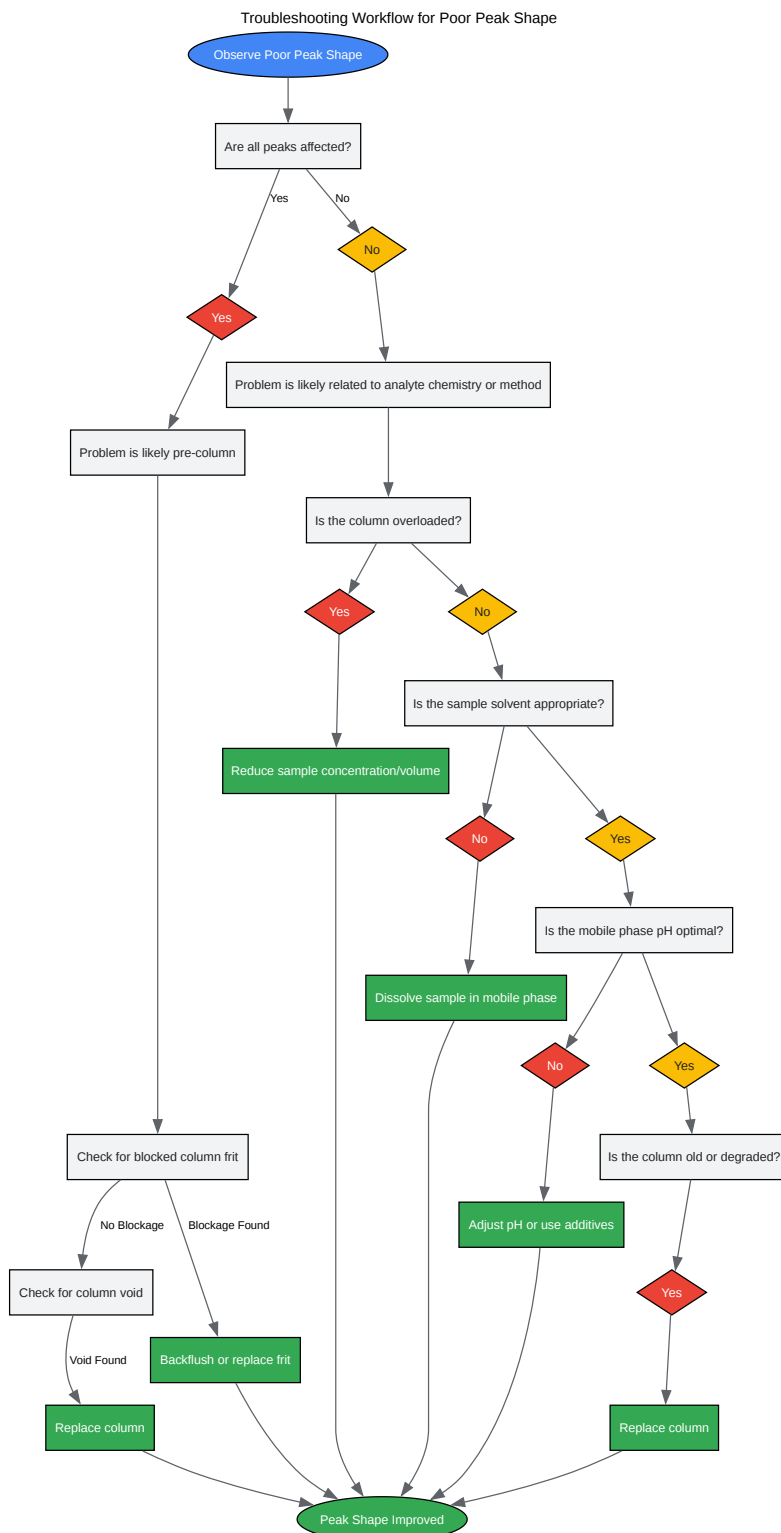 Troubleshooting Workflow for Poor Peak Shape
Observe Poor Peak Shape
Are all peaks affected?
Yes
No
No
Yes
Problem is likely related to analyte chemistry or method
Problem is likely pre-column
Is the column overloaded?
Yes
No
Is the sample solvent appropriate?
Reduce sample concentration/volume
No
Yes
Is the mobile phase pH optimal?
Dissolve sample in mobile phase
No
Yes
Check for blocked column frit
Is the column old or degraded?
No Blockage
Blockage Found
Adjust pH or use additives
Check for column void
Yes
Void Found
Backflush or replace frit
Replace column
Replace column
Peak Shape Improved